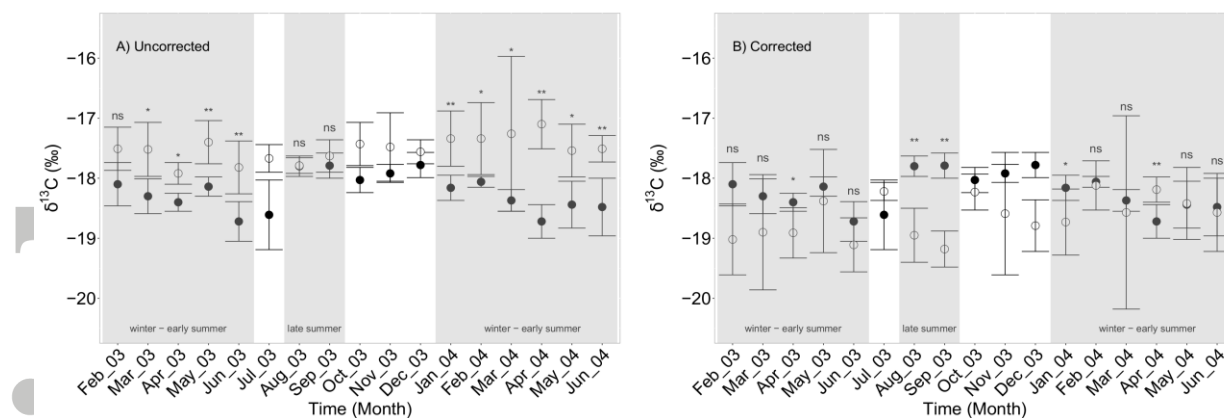 A) Uncorrected
−16
−17
−18
−19
−20
δ13C (‰)
ns
*
*
**
**
ns
ns
**
*
*
**
*
**
winter − early summer
late summer
winter − early summer
Feb_03
Mar_03
Apr_03
May_03
Jun_03
Jul_03
Aug_03
Sep_03
Oct_03
Nov_03
Dec_03
Jan_04
Feb_04
Mar_04
Apr_04
May_04
Jun_04
Time (Month)
B) Corrected
−16
−17
−18
−19
−20
δ13C (‰)
ns
ns
*
ns
ns
**
**
*
ns
ns
**
ns
ns
winter − early summer
late summer
winter − early summer
Feb_03
Mar_03
Apr_03
May_03
Jun_03
Jul_03
Aug_03
Sep_03
Oct_03
Nov_03
Dec_03
Jan_04
Feb_04
Mar_04
Apr_04
May_04
Jun_04
Time (Month)